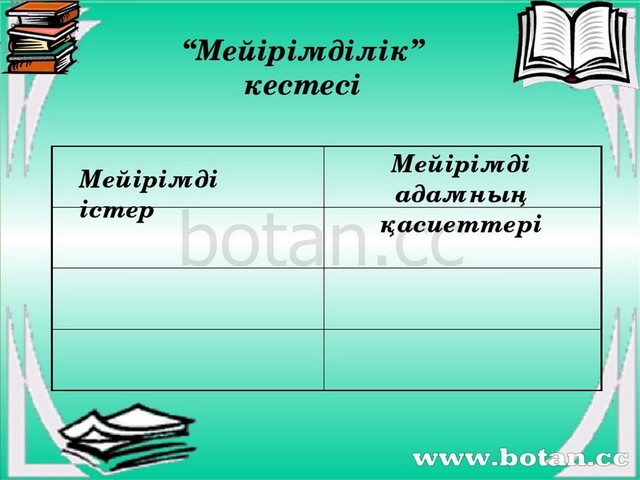 “Мейірімділік”
кестесі
Мейірімді
істер
Мейірімді
адамның
қасиеттері
botan.cc
www.botan.cc